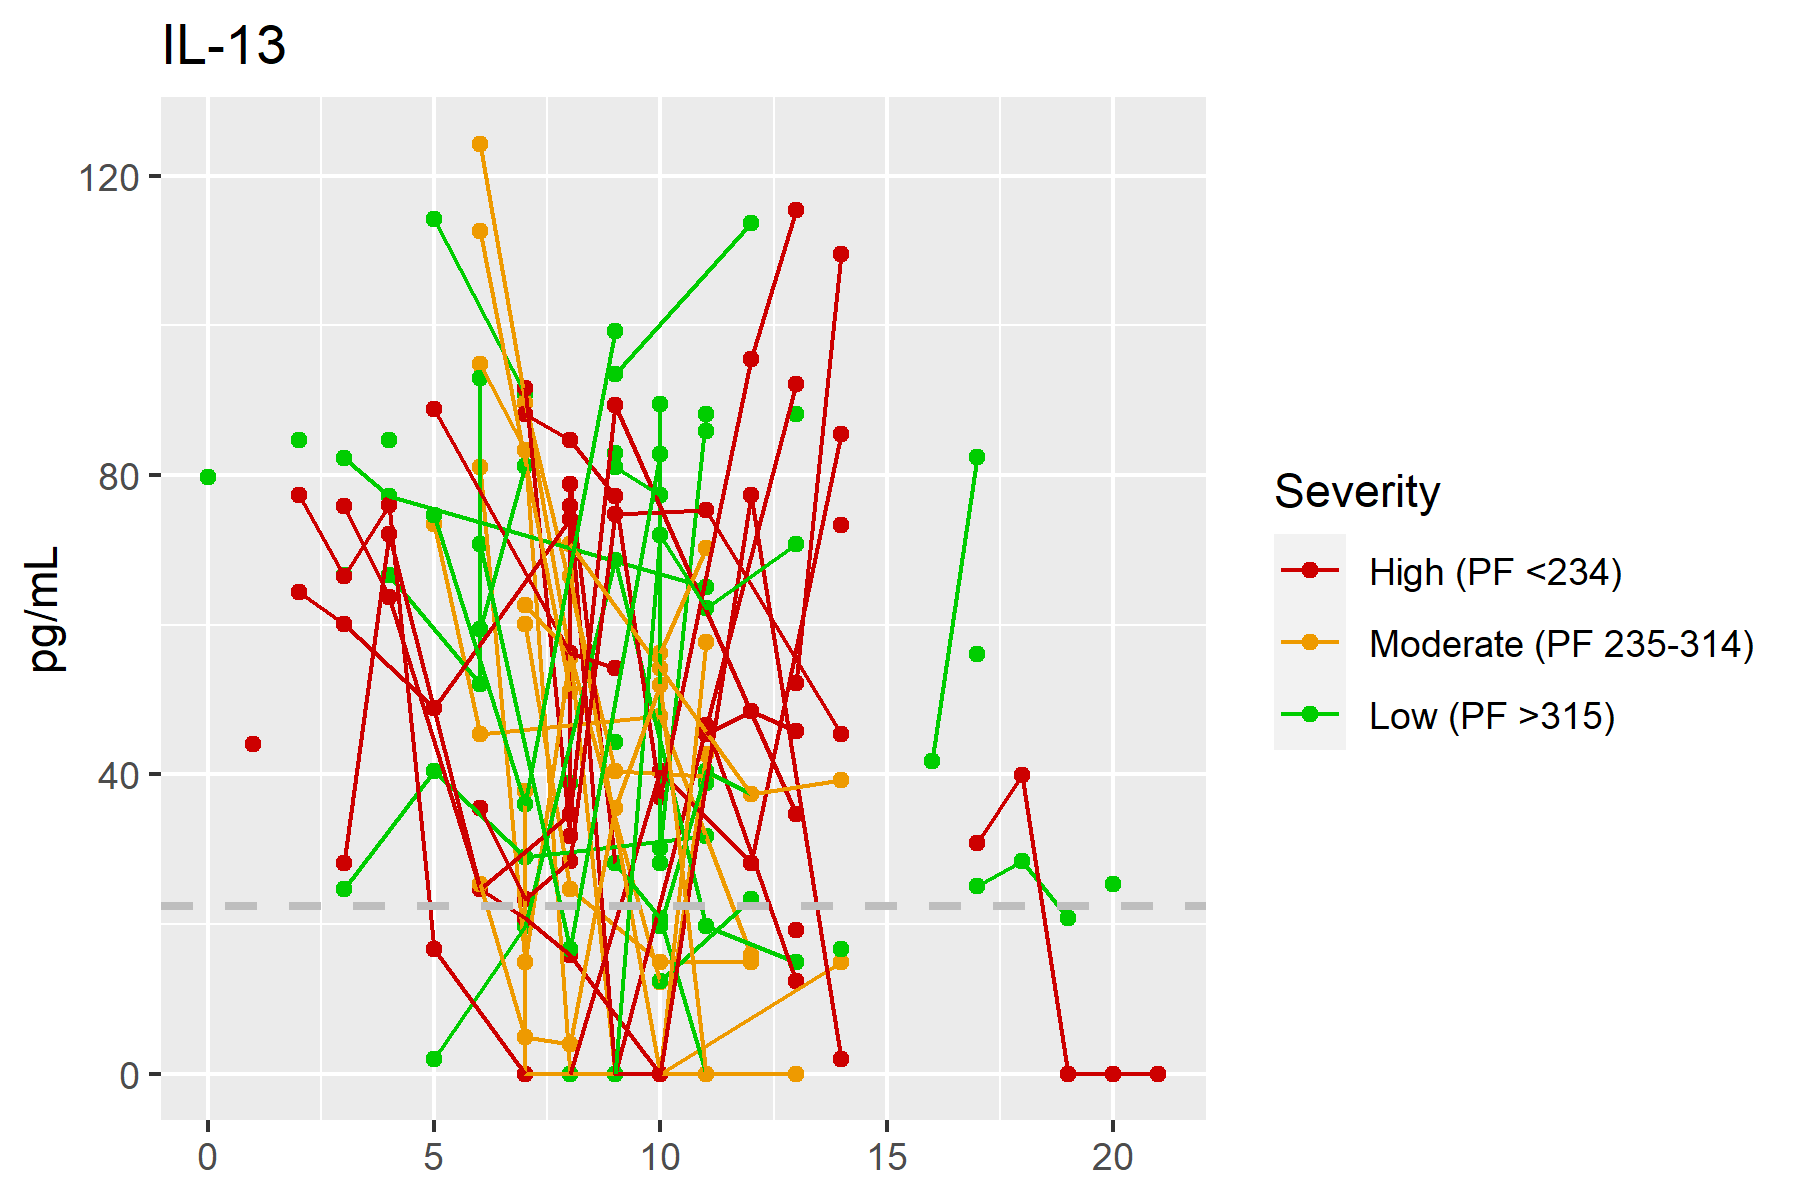 IL-13
120
80
40
0
pg/mL
0 5 10 15 20
Severity
High (PF <234)
Moderate (PF 235-314)
Low (PF >315)